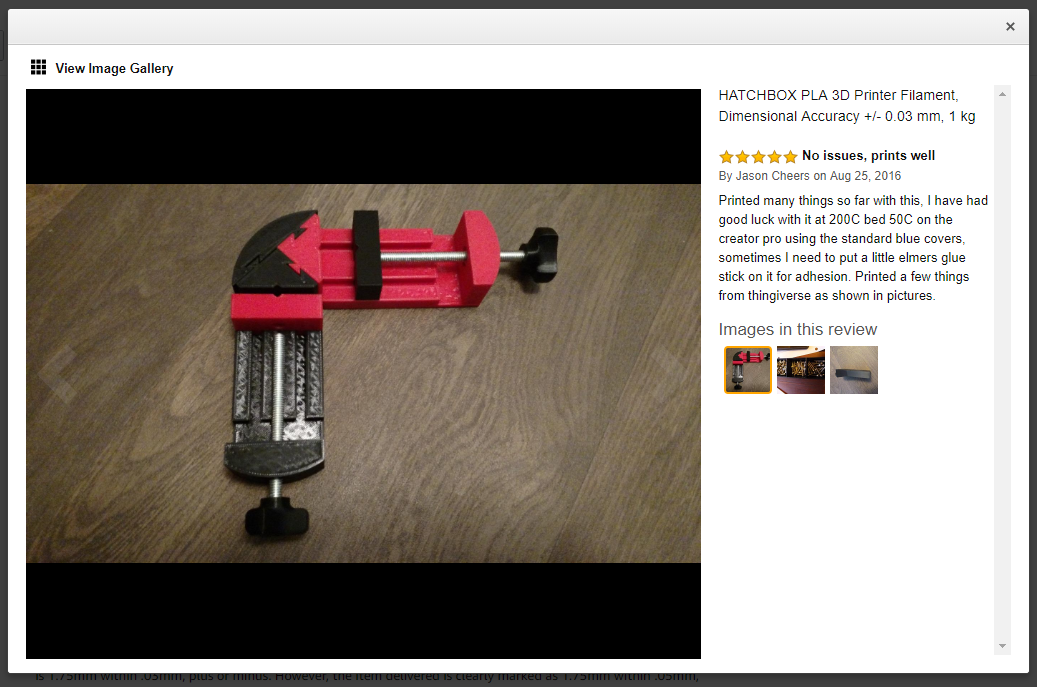 ×
View Image Gallery
HATCHBOX PLA 3D Printer Filament,
Dimensional Accuracy +/- 0.03 mm, 1 kg
No issues, prints well
By Jason Cheers on Aug 25, 2016
Printed many things so far with this, I have had
good luck with it at 200C bed 50C on the
creator pro using the standard blue covers,
sometimes I need to put a little elmers glue
stick on it for adhesion. Printed a few things
from thingiverse as shown in pictures.
Images in this review
is 1.75mm within .03mm, plus or minus. However, the item delivered is clearly marked as 1.75mm within .05mm,